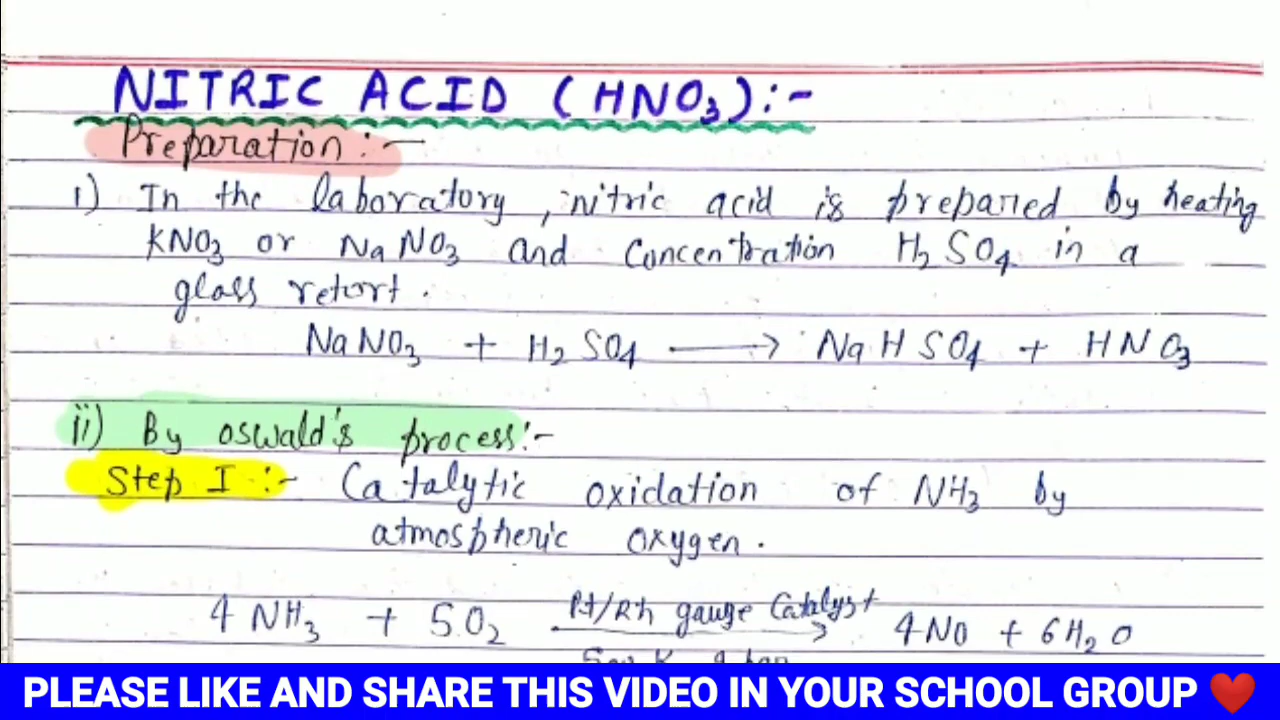 NITRIC ACID (HNO₃):-
Preparation :-
i) In the laboratory, nitric acid is prepared by heating
KNO₃ or NaNO₃ and concentration H₂SO₄ in a
glass retort.
NaNO₃ + H₂SO₄ ⟶ NaHSO₄ + HNO₃
ii) By oswald's process:-
Step I :- Catalytic oxidation of NH₃ by
atmospheric oxygen.
4 NH₃ + 5O₂ Pt/Rh gauge Catalyst ⟶ 4NO + 6H₂O
PLEASE LIKE AND SHARE THIS VIDEO IN YOUR SCHOOL GROUP ❤️